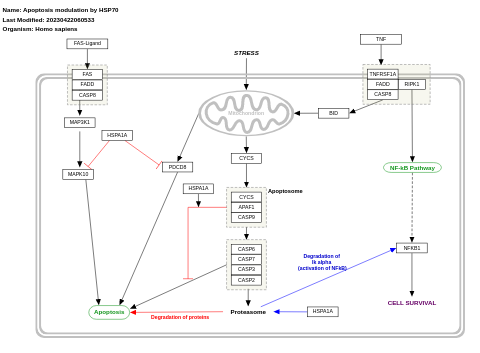 Name: Apoptosis modulation by HSP70
Last Modified: 20230422060533
Organism: Homo sapiens
FAS-Ligand
TNF
STRESS
FAS
FADD
CASP8
TNFRSF1A
FADD
RIPK1
CASP8
Mitochondrion
BID
MAP3K1
HSPA1A
CYCS
MAPK10
PDCD8
NF-kB Pathway
HSPA1A
Apoptosome
CYCS
APAF1
CASP9
CASP6
CASP7
CASP3
CASP2
Degradation of
Ik alpha
(activation of NFkB)
NFKB1
CELL SURVIVAL
Apoptosis
Degradation of proteins
Proteasome
HSPA1A